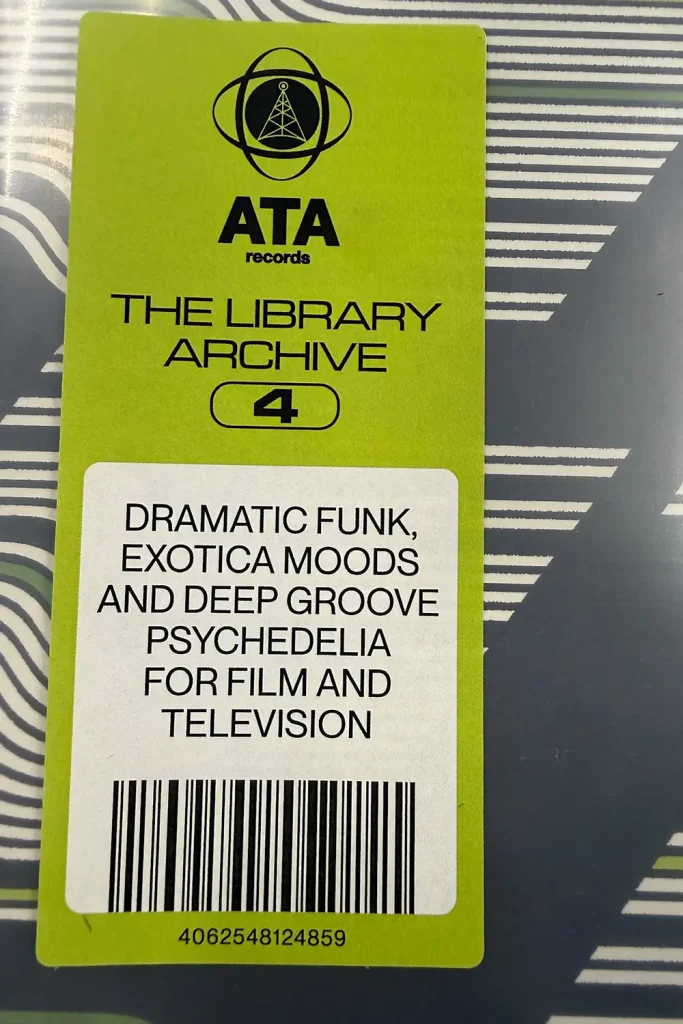 ATA
records
THE LIBRARY
ARCHIVE
4
DRAMATIC FUNK,
EXOTICA MOODS
AND DEEP GROOVE
PSYCHEDELIA
FOR FILM AND
TELEVISION
4062548124859